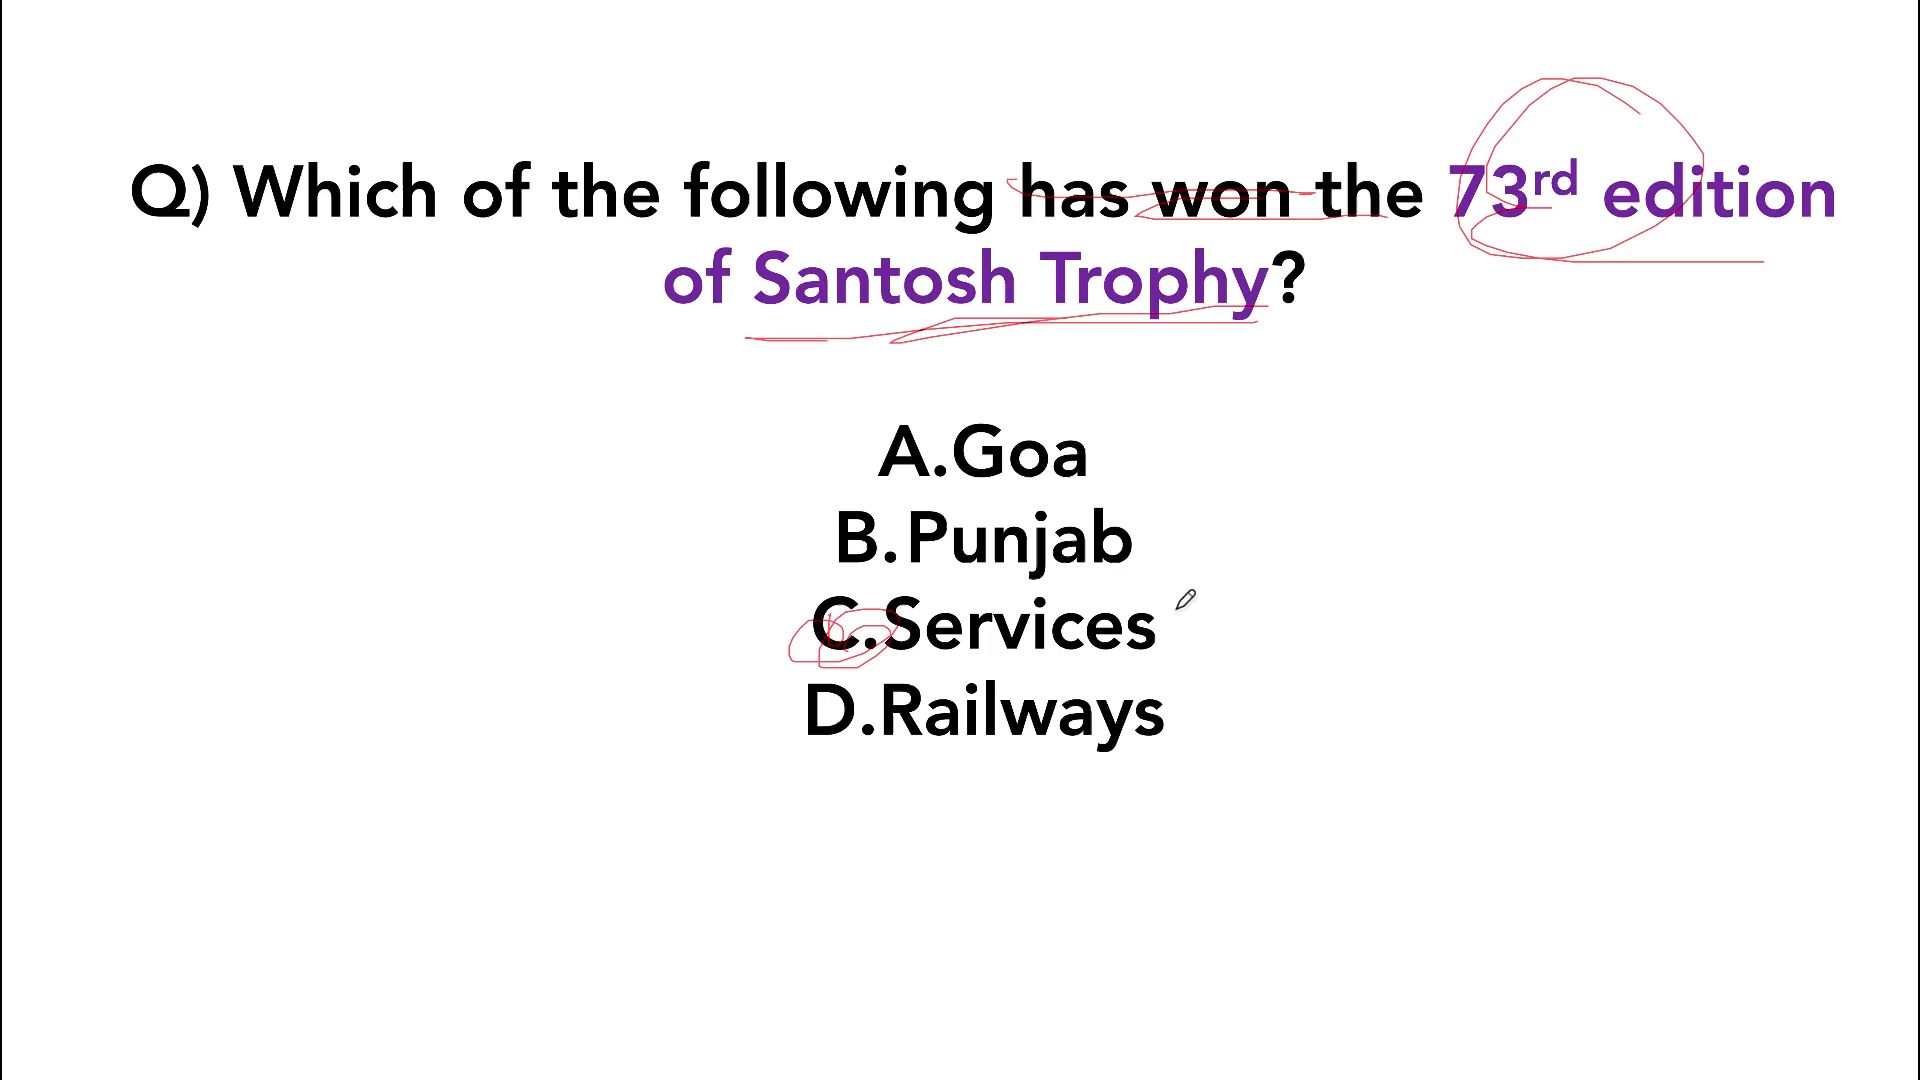 Q) Which of the following has won the 73rd edition
of Santosh Trophy?
A.Goa
B.Punjab
C.Services
D.Railways